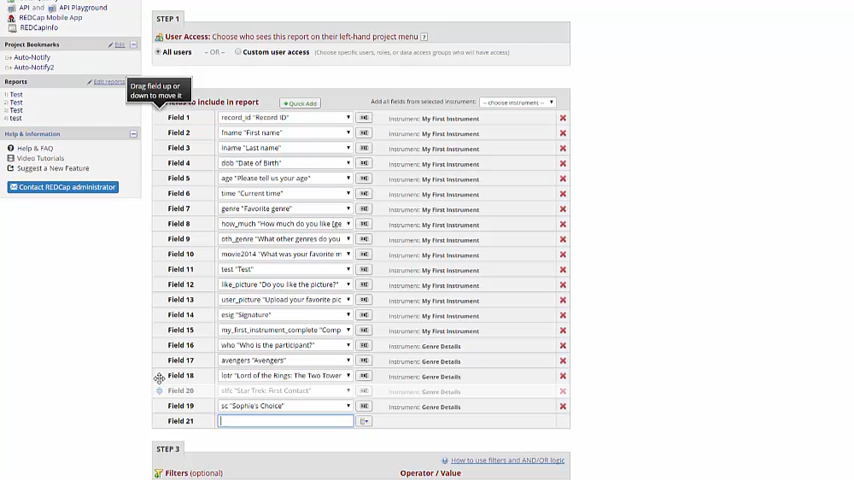 API and API Playground
REDCap Mobile App
REDCapInfo
Project Bookmarks Edit
Auto-Notify
Auto-Notify2
Reports Edit reports
1) Test
2) Test
3) Test
4) test
Help & Information
Help & FAQ
Video Tutorials
Suggest a New Feature
Contact REDCap administrator
STEP 1
User Access: Choose who sees this report on their left-hand project menu ?
All users – OR – Custom user access (Choose specific users, roles, or data access groups who will have access)
Drag field up or
down to move it
Fields to include in report Quick Add Add all fields from selected instrument: -- choose instrument --
Field 1 record_id "Record ID" Instrument: My First Instrument
Field 2 fname "First name" Instrument: My First Instrument
Field 3 lname "Last name" Instrument: My First Instrument
Field 4 dob "Date of Birth" Instrument: My First Instrument
Field 5 age "Please tell us your age" Instrument: My First Instrument
Field 6 time "Current time" Instrument: My First Instrument
Field 7 genre "Favorite genre" Instrument: My First Instrument
Field 8 how_much "How much do you like [ge Instrument: My First Instrument
Field 9 oth_genre "What other genres do you Instrument: My First Instrument
Field 10 movie2014 "What was your favorite m Instrument: My First Instrument
Field 11 test "Test" Instrument: My First Instrument
Field 12 like_picture "Do you like the picture?" Instrument: My First Instrument
Field 13 user_picture "Upload your favorite pic Instrument: My First Instrument
Field 14 esig "Signature" Instrument: My First Instrument
Field 15 my_first_instrument_complete "Comp Instrument: My First Instrument
Field 16 who "Who is the participant?" Instrument: Genre Details
Field 17 avengers "Avengers" Instrument: Genre Details
Field 18 lotr "Lord of the Rings: The Two Tower Instrument: Genre Details
Field 20 stfc "Star Trek: First Contact" Instrument: Genre Details
Field 19 sc "Sophie's Choice" Instrument: Genre Details
Field 21
STEP 3
How to use filters and AND/OR logic
Filters (optional) Operator / Value